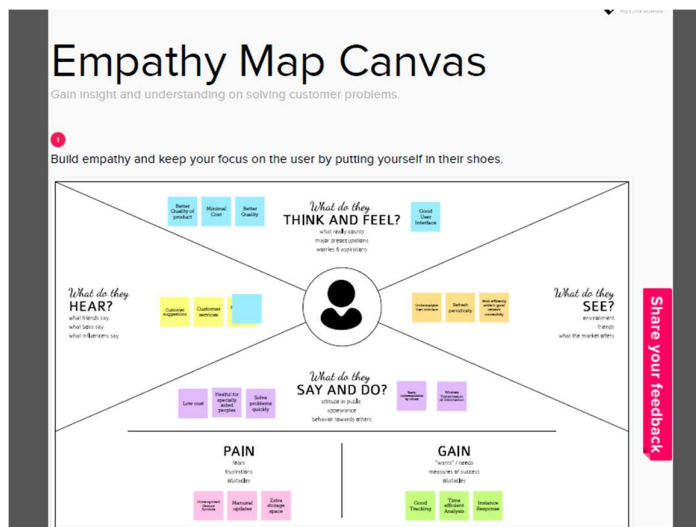 Empathy Map Canvas
Gain insight and understanding on solving customer problems.
1
Build empathy and keep your focus on the user by putting yourself in their shoes.
Better
Quality of
product
Minimal
Cost
Better
Quality
What do they
THINK AND FEEL?
what really counts
major preoccupations
worries & aspirations
Good
User
Interface
What do they
HEAR?
what friends say
what boss say
what influencers say
Customer
suggestions
Customer
services
Refresh
periodically
What do they
SEE?
environment
friends
what the market offers
What do they
SAY AND DO?
attitude in public
appearance
behavior towards others
Low cost
specially
peoples
Solve
problems
quickly
PAIN
fears
frustrations
obstacles
updates
Extra
storage
space
GAIN
"wants" / needs
measures of success
obstacles
Good
Tracking
Time
efficient
Analysis
Instance
Response
Share your feedback